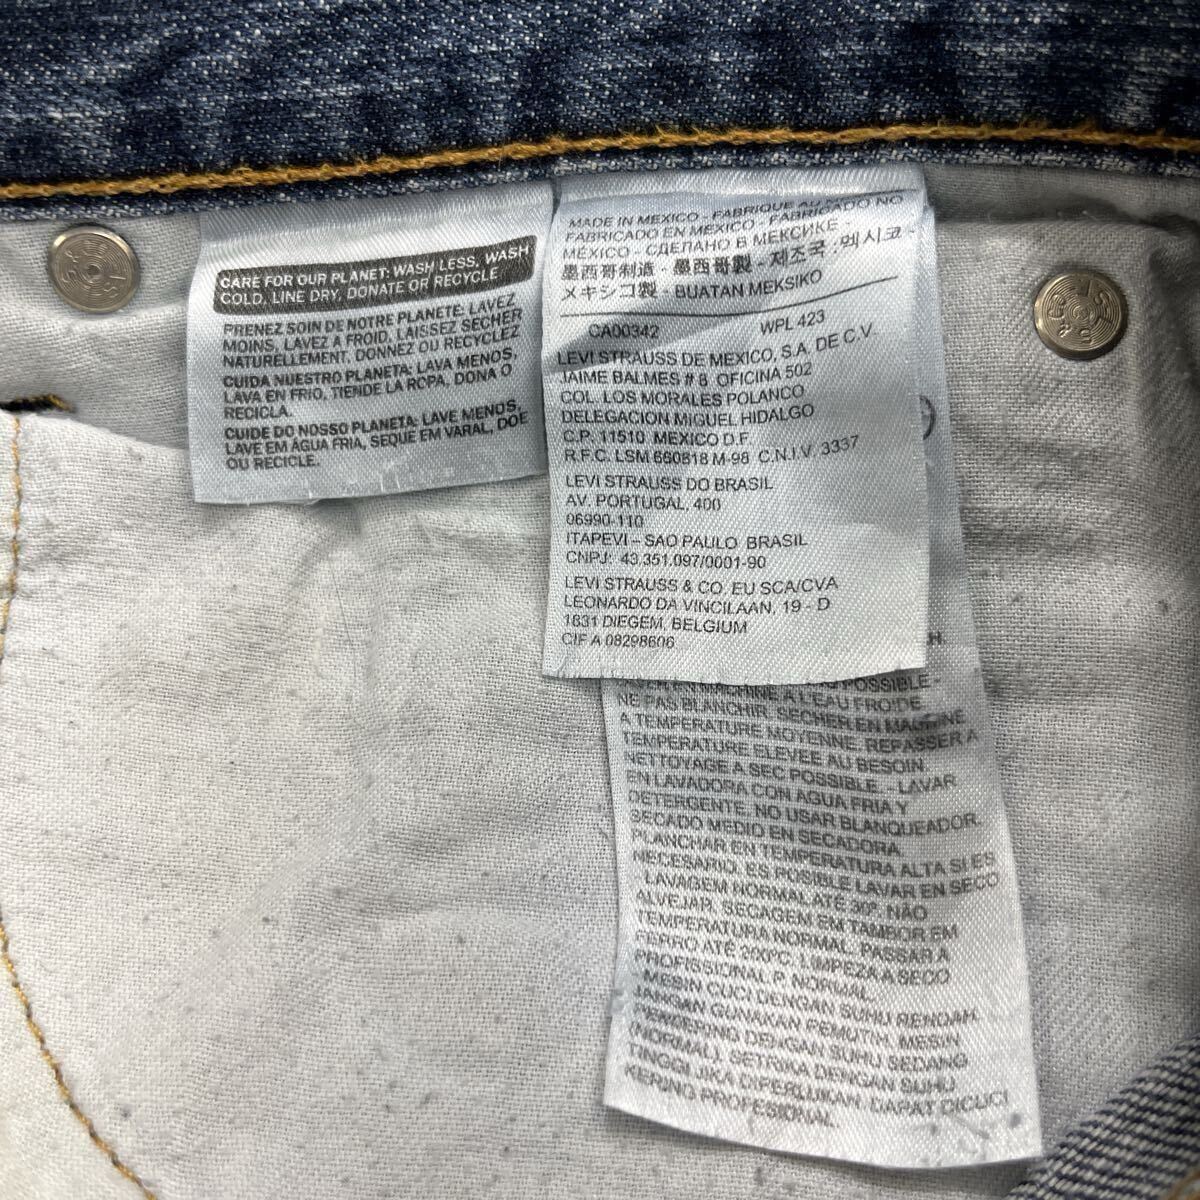 CARE FOR OUR PLANET: WASH LESS, WASH
COLD, LINE DRY, DONATE OR RECYCLE
PRENEZ SOIN DE NOTRE PLANETE: LAVEZ
MOINS, LAVEZ A FROID, LAISSEZ SECHER
NATURELLEMENT, DONNEZ OU RECYCLEZ
CUIDA NUESTRO PLANETA: LAVA MENOS,
LAVA EN FRIO, TIENDE LA ROPA, DONA O
RECICLA.
CUIDE DO NOSSO PLANETA: LAVE MENOS,
LAVE EM ÁGUA FRIA, SEQUE EM VARAL, DOE
OU RECICLE.
MADE IN MEXICO - FABRIQUE AU
FABRICADO EN MEXICO - FABRICADO NO
MEXICO - СДЕЛАНО В МЕКСИКЕ -
墨西哥制造 - 墨西哥製 - 제조국 : 멕시코 -
メキシコ製 - BUATAN MEKSIKO
CA00342 WPL 423
LEVI STRAUSS DE MEXICO, S.A. DE C.V.
JAIME BALMES # 8 OFICINA 502
COL. LOS MORALES POLANCO
DELEGACION MIGUEL HIDALGO
C.P. 11510 MEXICO D.F
R.F.C. LSM 660818 M-98 C.N.I.V. 3337
LEVI STRAUSS DO BRASIL
AV. PORTUGAL, 400
06990-110
ITAPEVI – SAO PAULO BRASIL
CNPJ: 43.351.097/0001-90
LEVI STRAUSS & CO. EU SCA/CVA
LEONARDO DA VINCILAAN, 19 - D
1831 DIEGEM, BELGIUM
CIF A 08298606
EN MACHINE A L'EAU FROIDE.
NE PAS BLANCHIR. SECHER EN MACHINE
A TEMPERATURE MOYENNE. REPASSER A
TEMPERATURE ELEVEE AU BESOIN.
NETTOYAGE A SEC POSSIBLE. - LAVAR
EN LAVADORA CON AGUA FRIA Y
DETERGENTE. NO USAR BLANQUEADOR.
SECADO MEDIO EN SECADORA.
PLANCHAR EN TEMPERATURA ALTA SI ES
NECESARIO. ES POSIBLE LAVAR EN SECO
LAVAGEM NORMAL ATÉ 30º. NÃO
ALVEJAR. SECAGEM EM TAMBOR EM
TEMPERATURA NORMAL. PASSAR A
FERRO ATÉ 200ºC. LIMPEZA A SECO
PROFISSIONAL P. NORMAL.
MESIN CUCI DENGAN SUHU RENDAH.
JANGAN GUNAKAN PEMUTIH. MESIN
PENGERING DENGAN SUHU SEDANG
(NORMAL). SETRIKA DENGAN SUHU
TINGGI JIKA DIPERLUKAN. DAPAT DICUCI
KERING PROFESIONAL